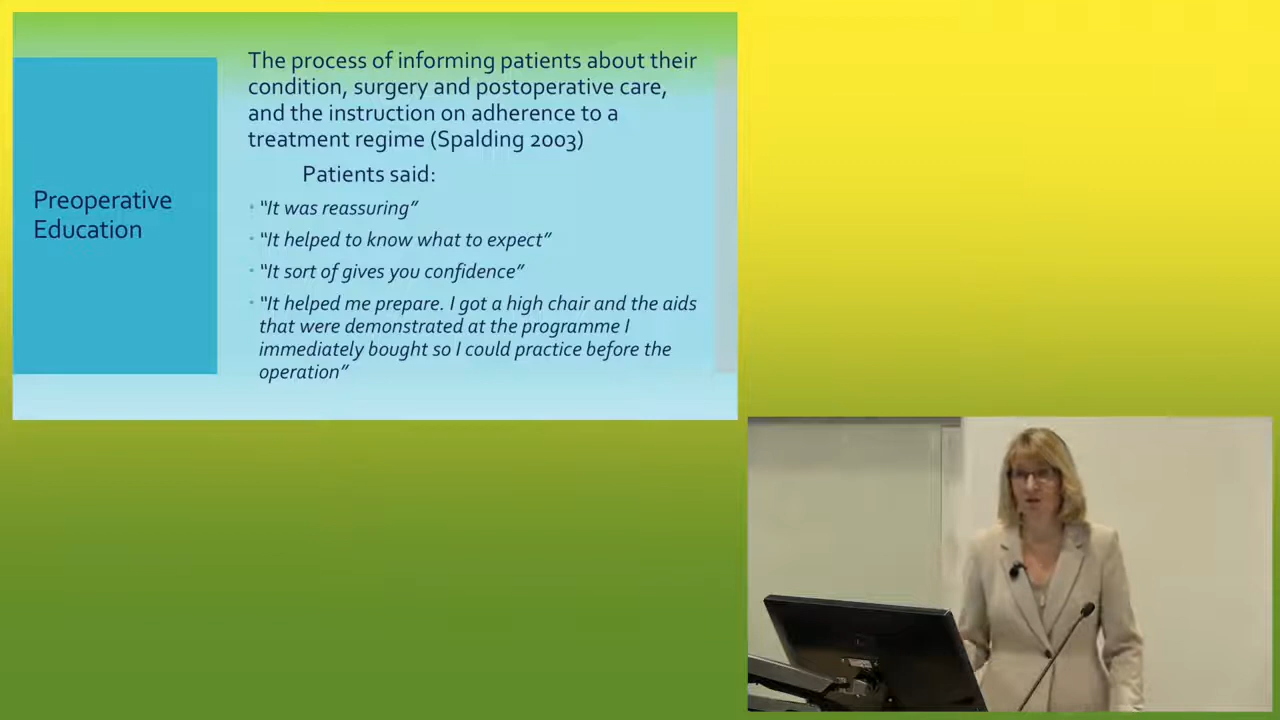 The process of informing patients about their
condition, surgery and postoperative care,
and the instruction on adherence to a
treatment regime (Spalding 2003)
Patients said:
Preoperative
Education
"It was reassuring"
"It helped to know what to expect"
"It sort of gives you confidence"
"It helped me prepare. I got a high chair and the aids
that were demonstrated at the programme I
immediately bought so I could practice before the
operation"